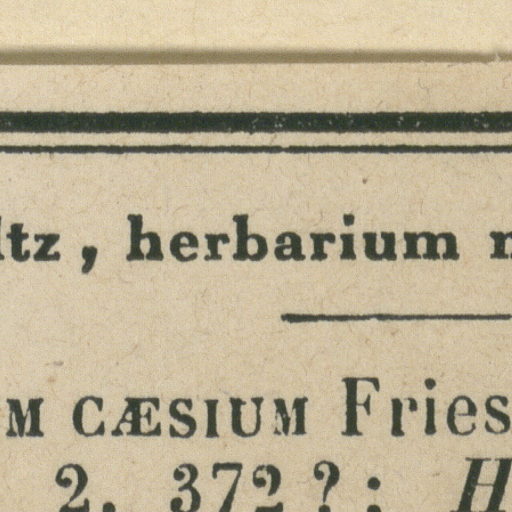 ltz, herbarium n
M CÆSIUM Fries
2. 372?: H